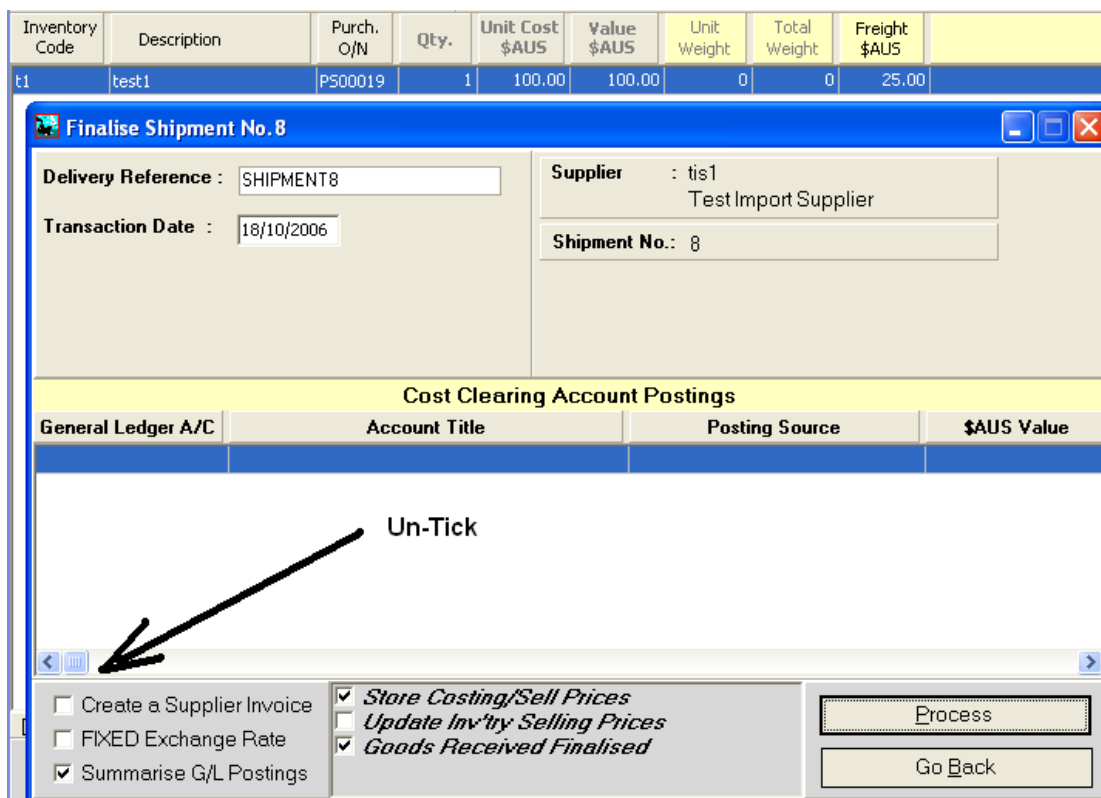 Inventory Code Description Purch. O/N Qty. Unit Cost $AUS Value $AUS Unit Weight Total Weight Freight $AUS
t1 test1 PS00019 1 100.00 100.00 0 0 25.00
Finalise Shipment No.8
Delivery Reference : SHIPMENT8
Transaction Date : 18/10/2006
Supplier : tis1
Test Import Supplier
Shipment No.: 8
Cost Clearing Account Postings
General Ledger A/C Account Title Posting Source $AUS Value
Un-Tick
Create a Supplier Invoice
FIXED Exchange Rate
Summarise G/L Postings
Store Costing/Sell Prices
Update Inv'try Selling Prices
Goods Received Finalised
Process
Go Back